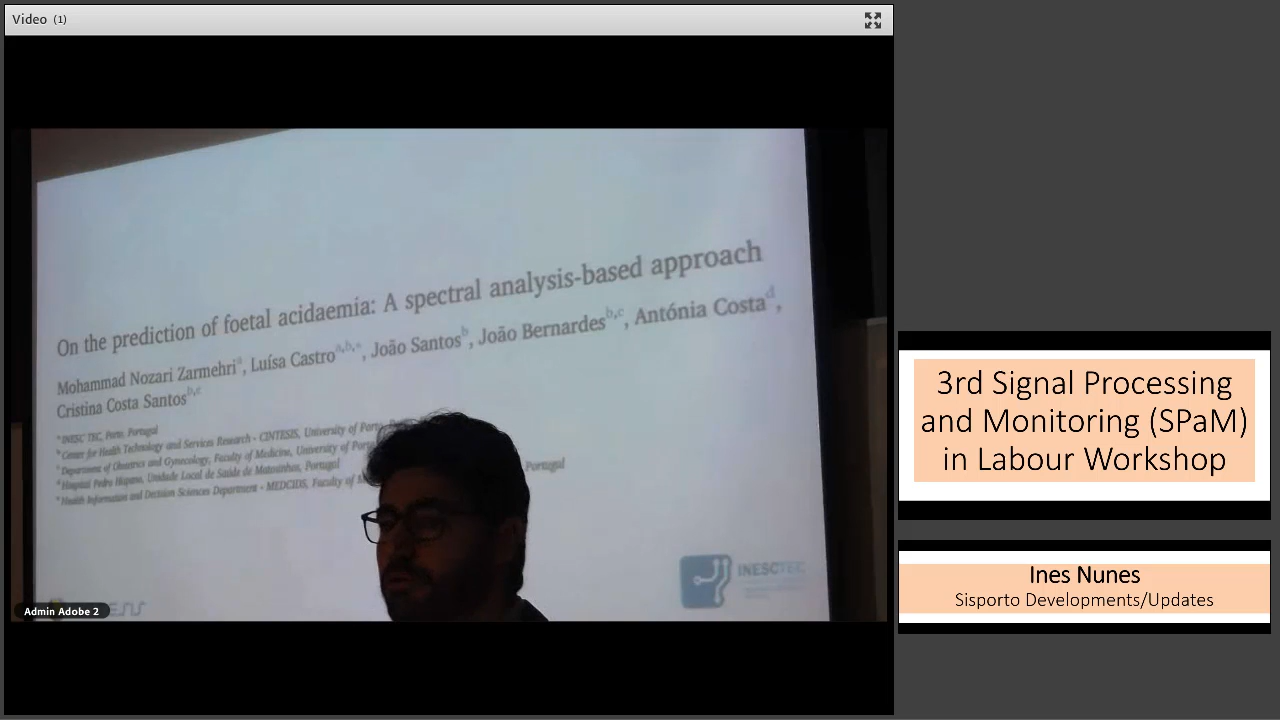 Video (1)
On the prediction of foetal acidaemia: A spectral analysis-based approach
Mohammad Nozari Zarmehri a, Luísa Castro a,b,*, João Santos b, João Bernardes b,c, Antónia Costa d,
Cristina Costa Santos
a INESC TEC, Porto, Portugal
b Center for Health Technology and Services Research - CINTESIS, University of Porto
c Department of Obstetrics and Gynecology, Faculty of Medicine, University of Porto
d Hospital Pedro Hispano, Unidade Local de Saúde de Matosinhos, Portugal
Health Information and Decision Sciences Department - MEDCIDS, Faculty of Portugal
INESCTEC
Admin Adobe 2
3rd Signal Processing
and Monitoring (SPaM)
in Labour Workshop
Ines Nunes
Sisporto Developments/Updates